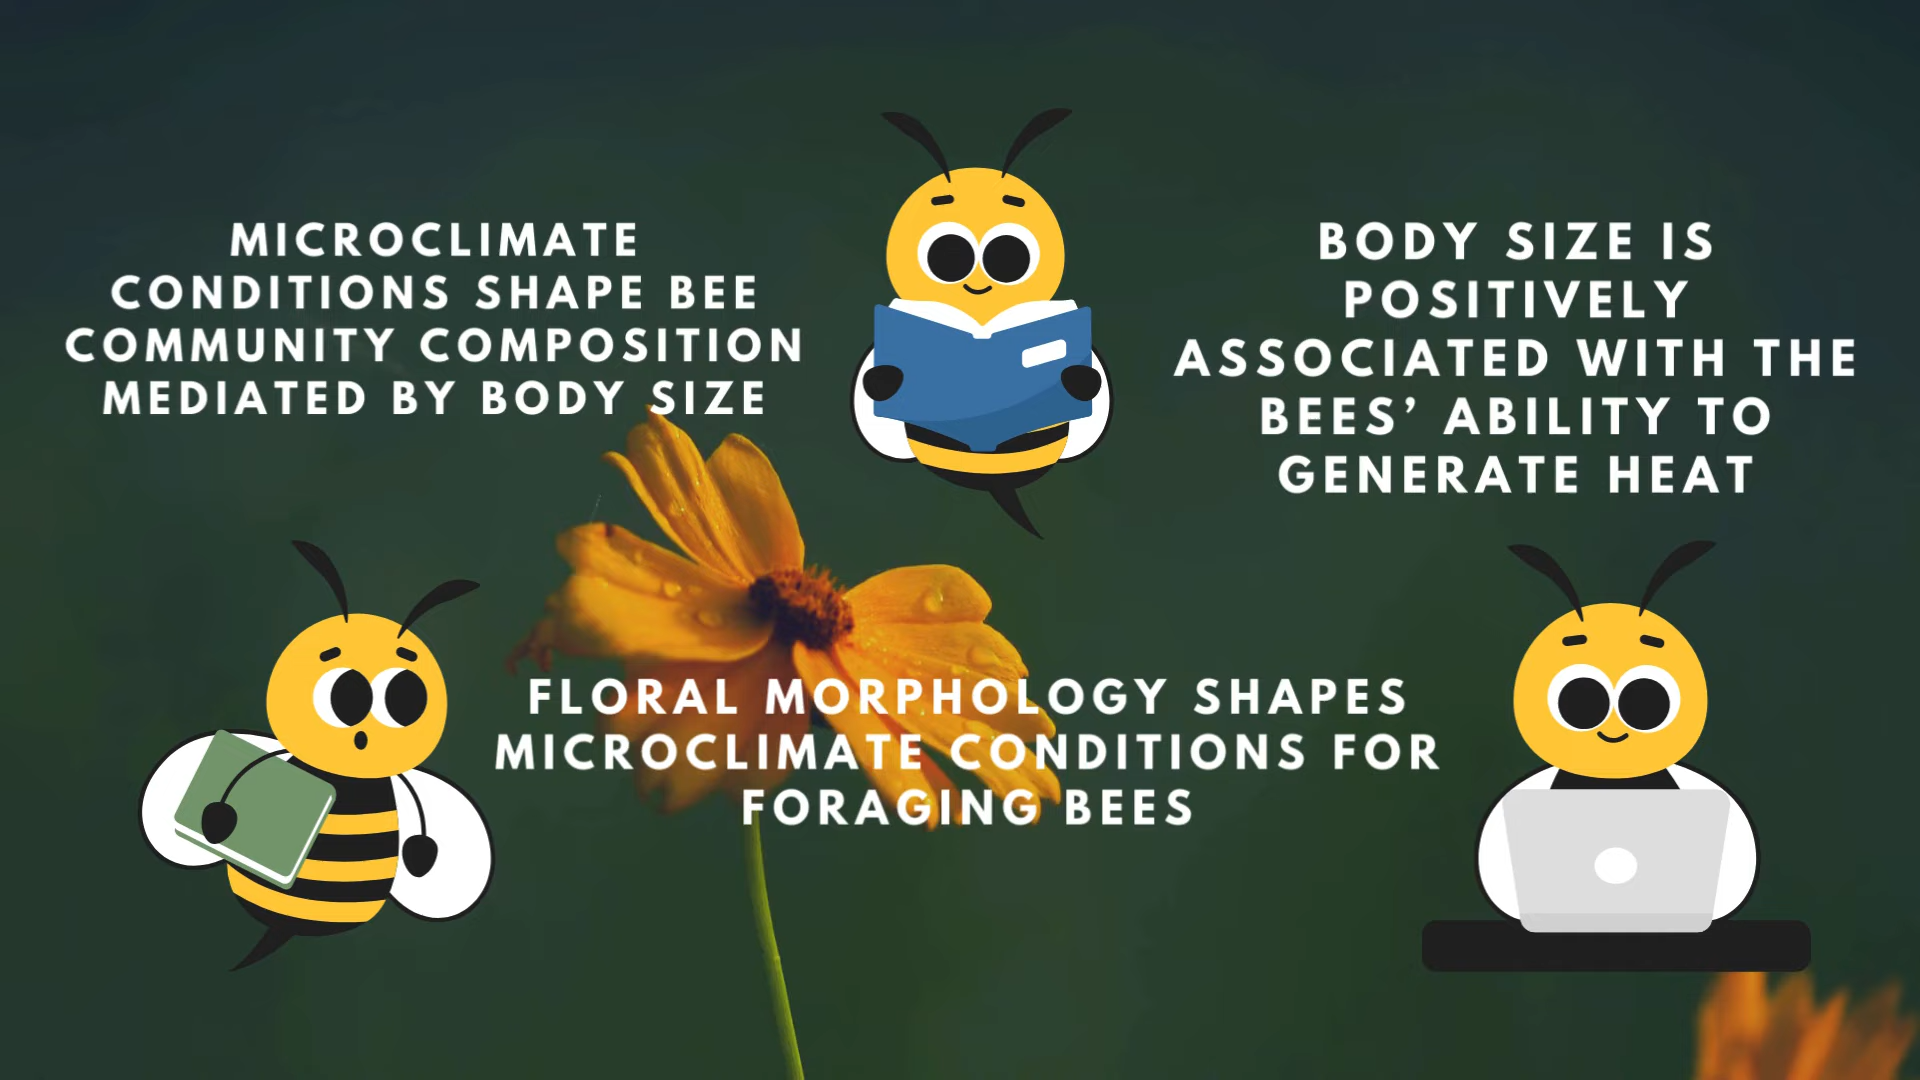 MICROCLIMATE
CONDITIONS SHAPE BEE
COMMUNITY COMPOSITION
MEDIATED BY BODY SIZE
BODY SIZE IS
POSITIVELY
ASSOCIATED WITH THE
BEES’ ABILITY TO
GENERATE HEAT
FLORAL MORPHOLOGY SHAPES
MICROCLIMATE CONDITIONS FOR
FORAGING BEES